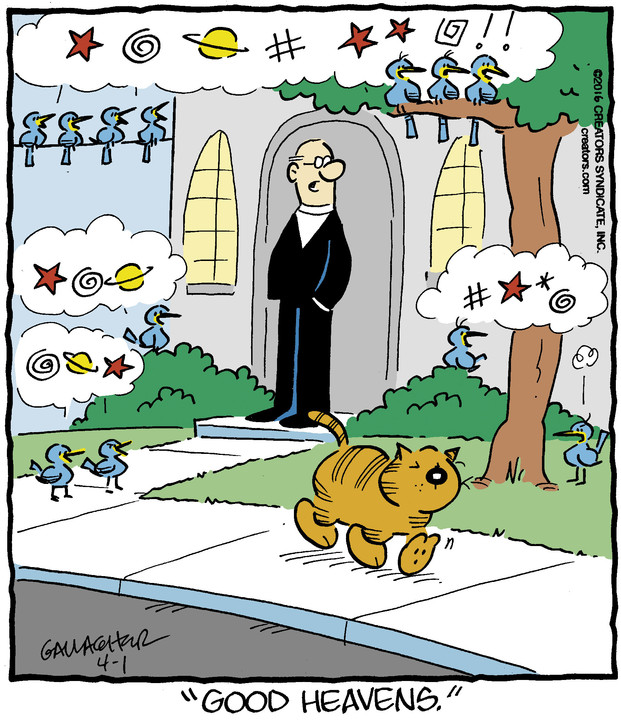 # !!
#*
©2016 CREATORS SYNDICATE, INC.
creators.com
GALLAGHER
4-1
"GOOD HEAVENS."